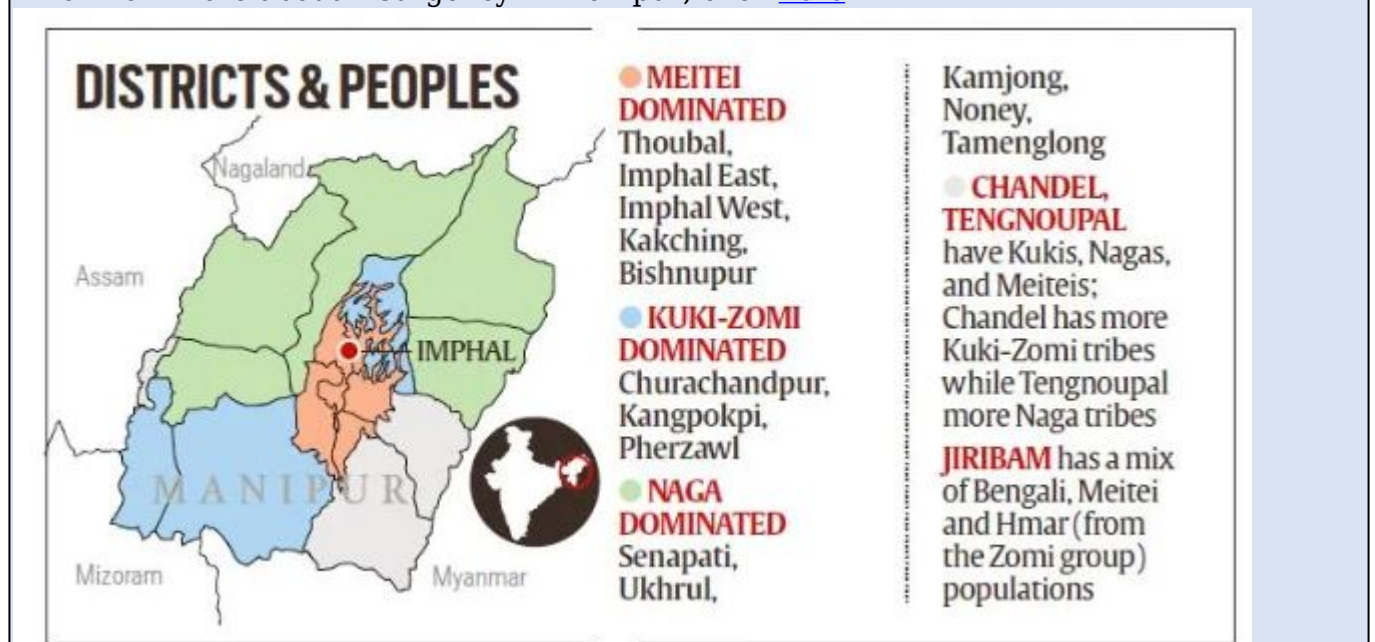 DISTRICTS & PEOPLES
Nagaland
Assam
IMPHAL
MANIPUR
Mizoram
Myanmar
MEITEI
DOMINATED
Thoubal,
Imphal East,
Imphal West,
Kakching,
Bishnupur
KUKI-ZOMI
DOMINATED
Churachandpur,
Kangpokpi,
Pherzawl
NAGA
DOMINATED
Senapati,
Ukhrul,
Kamjong,
Noney,
Tamenglong
CHANDEL,
TENGNOUPAL
have Kukis, Nagas,
and Meiteis;
Chandel has more
Kuki-Zomi tribes
while Tengnoupal
more Naga tribes
JIRIBAM has a mix
of Bengali, Meitei
and Hmar (from
the Zomi group)
populations